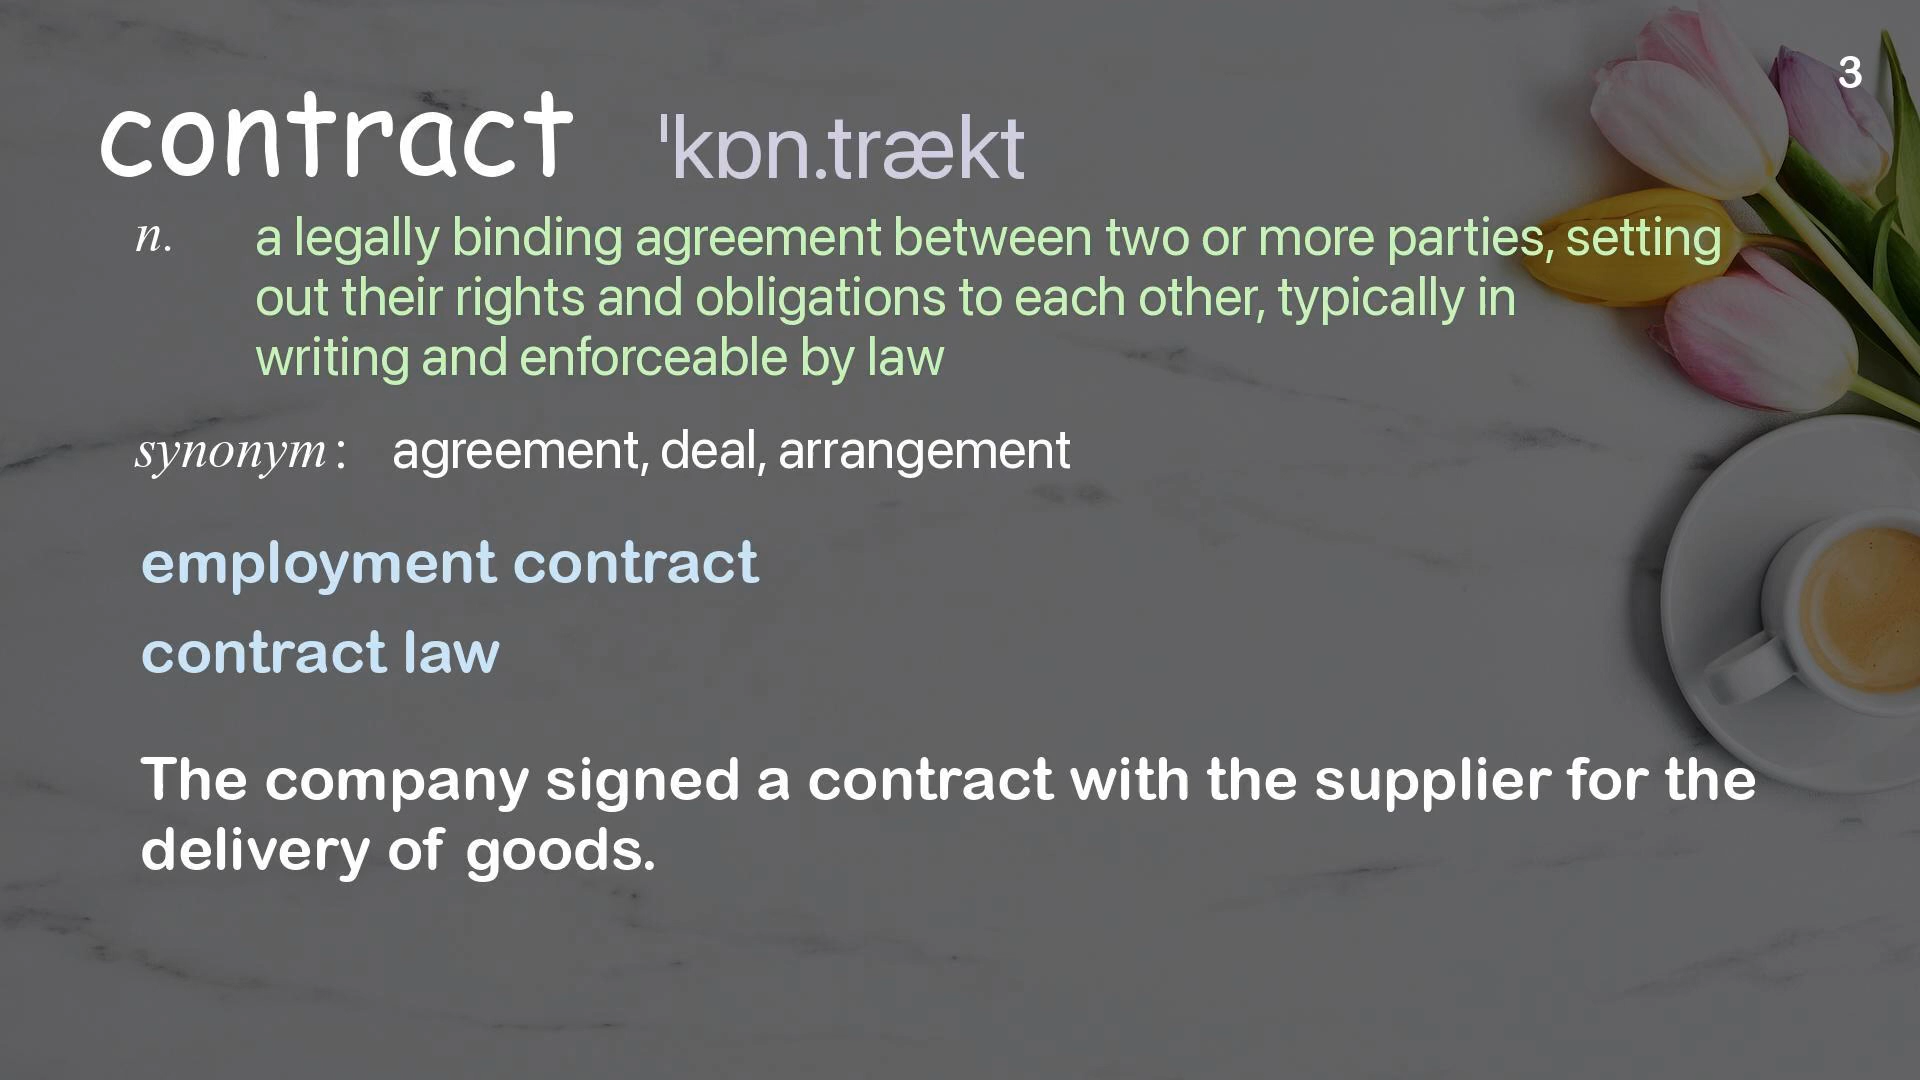 3
contract ˈkɒn.trækt
n. a legally binding agreement between two or more parties, setting
out their rights and obligations to each other, typically in
writing and enforceable by law
synonym: agreement, deal, arrangement
employment contract
contract law
The company signed a contract with the supplier for the
delivery of goods.